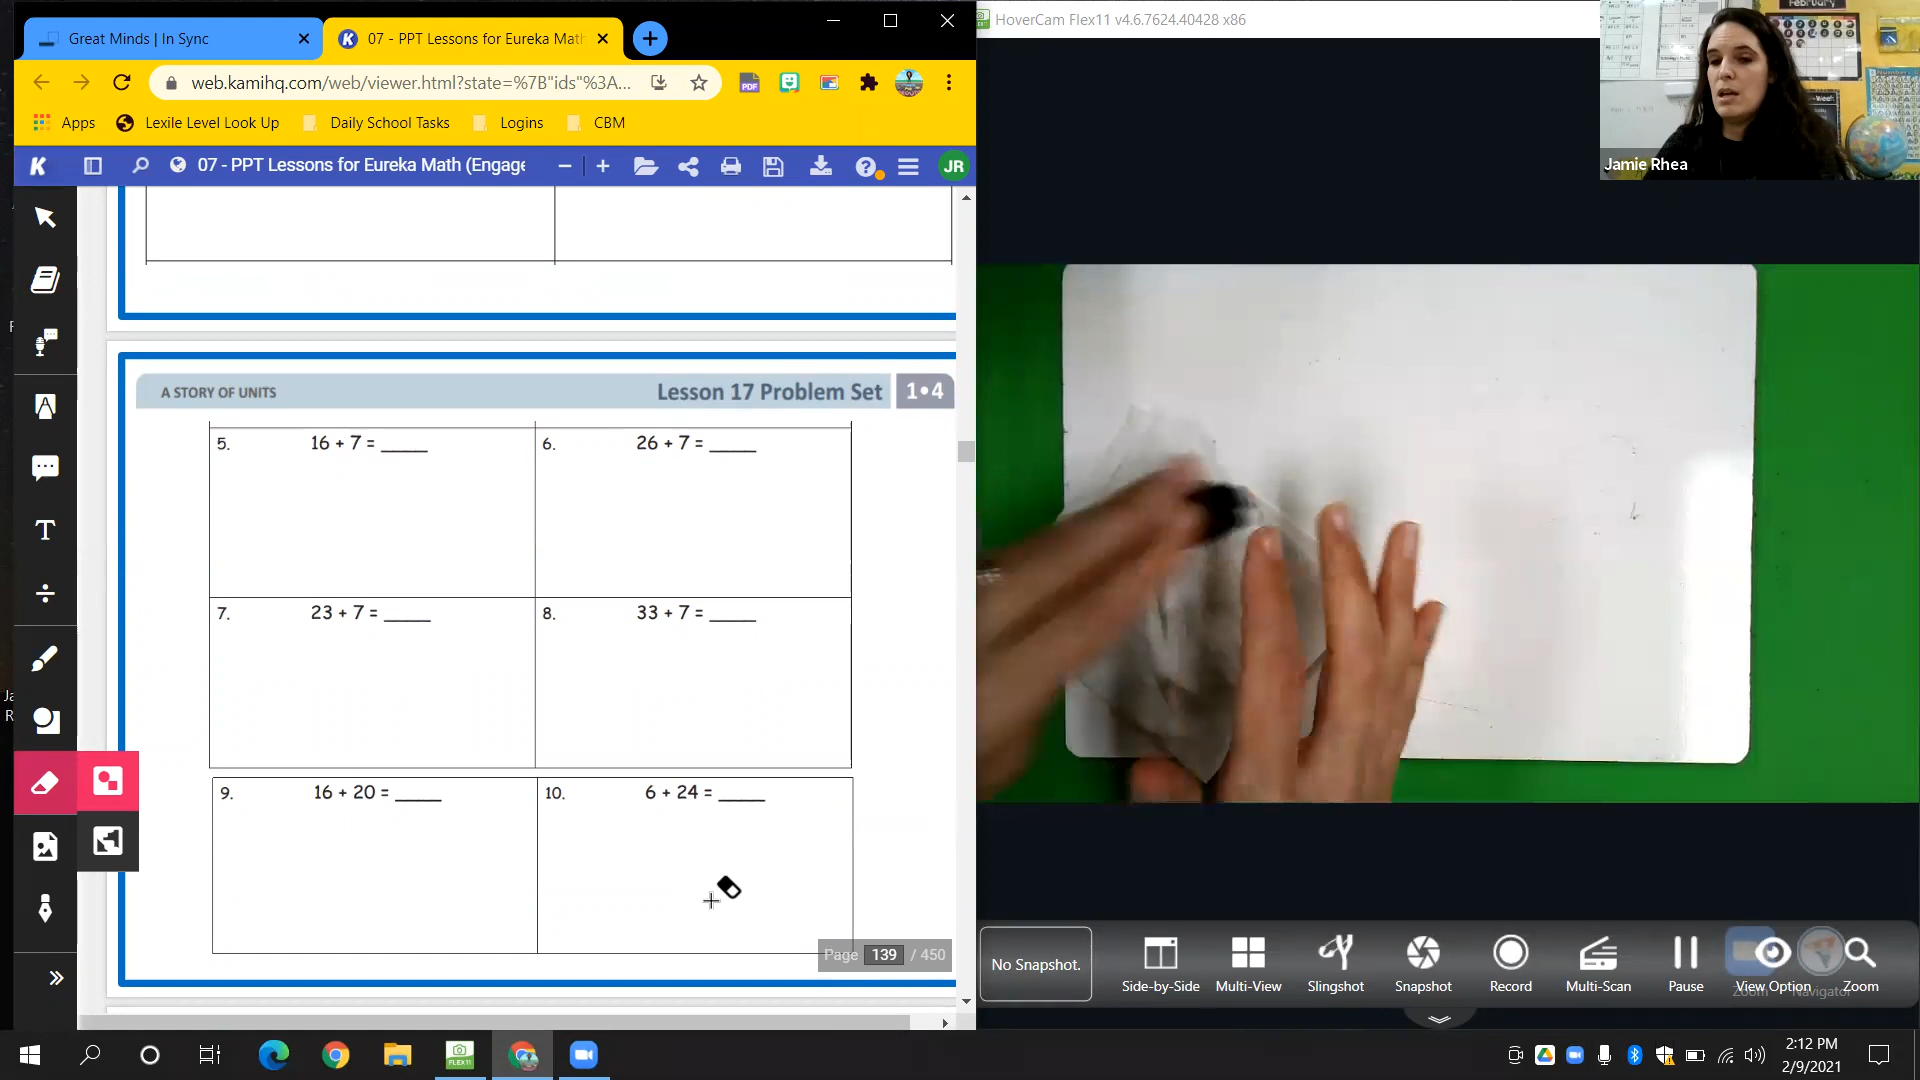 Great Minds | In Sync
07 - PPT Lessons for Eureka Math
HoverCam Flex11 v4.6.7624.40428 x86
web.kamihq.com/web/viewer.html?state=%7B"ids"%3A...
PDF
Apps
Lexile Level Look Up
Daily School Tasks
Logins
CBM
K
07 - PPT Lessons for Eureka Math (Engage
JR
February
Jamie Rhea
A STORY OF UNITS
Lesson 17 Problem Set
1•4
5. 16 + 7 = ____
6. 26 + 7 = ____
7. 23 + 7 = ____
8. 33 + 7 = ____
9. 16 + 20 = ____
10. 6 + 24 = ____
Page 139 / 450
No Snapshot.
Side-by-Side
Multi-View
Slingshot
Snapshot
Record
Multi-Scan
Pause
View Option
Zoom
Zoom
Navigator
FLEX11
2:12 PM
2/9/2021